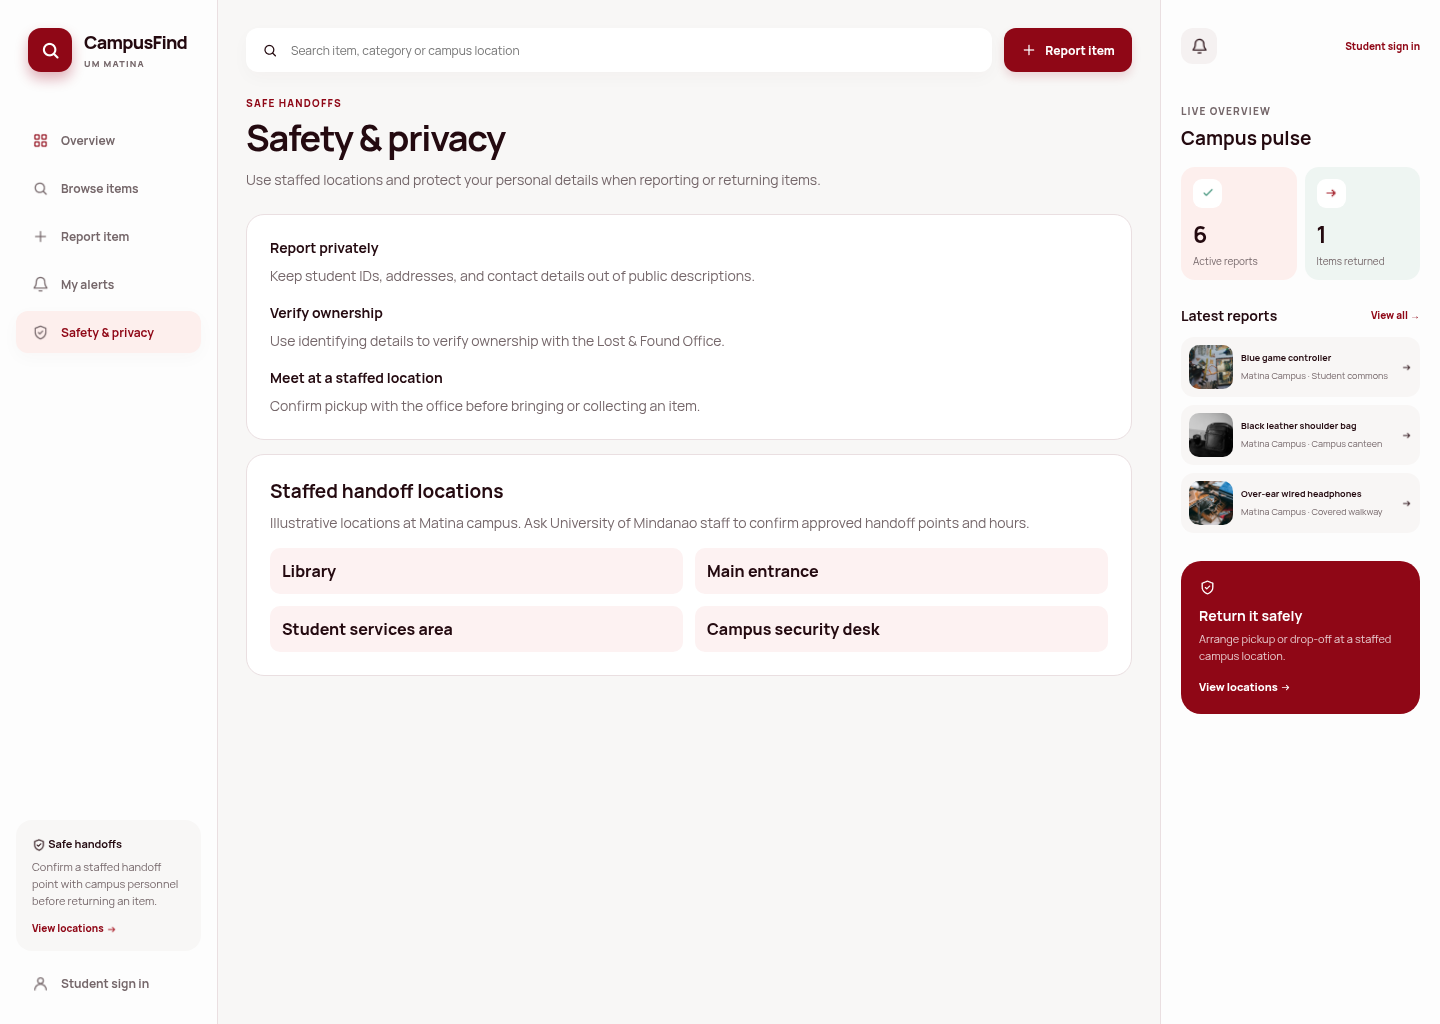 CampusFind
UM MATINA
Overview
Browse items
Report item
My alerts
Safety & privacy
Safe handoffs
Confirm a staffed handoff
point with campus personnel
before returning an item.
View locations →
Student sign in
Search item, category or campus location
Report item
SAFE HANDOFFS
Safety & privacy
Use staffed locations and protect your personal details when reporting or returning items.
Report privately
Keep student IDs, addresses, and contact details out of public descriptions.
Verify ownership
Use identifying details to verify ownership with the Lost & Found Office.
Meet at a staffed location
Confirm pickup with the office before bringing or collecting an item.
Staffed handoff locations
Illustrative locations at Matina campus. Ask University of Mindanao staff to confirm approved handoff points and hours.
Library
Main entrance
Student services area
Campus security desk
Student sign in
LIVE OVERVIEW
Campus pulse
6
Active reports
1
Items returned
Latest reports
View all →
Blue game controller
Matina Campus · Student commons
Black leather shoulder bag
Matina Campus · Campus canteen
Over-ear wired headphones
Matina Campus · Covered walkway
Return it safely
Arrange pickup or drop-off at a staffed
campus location.
View locations →